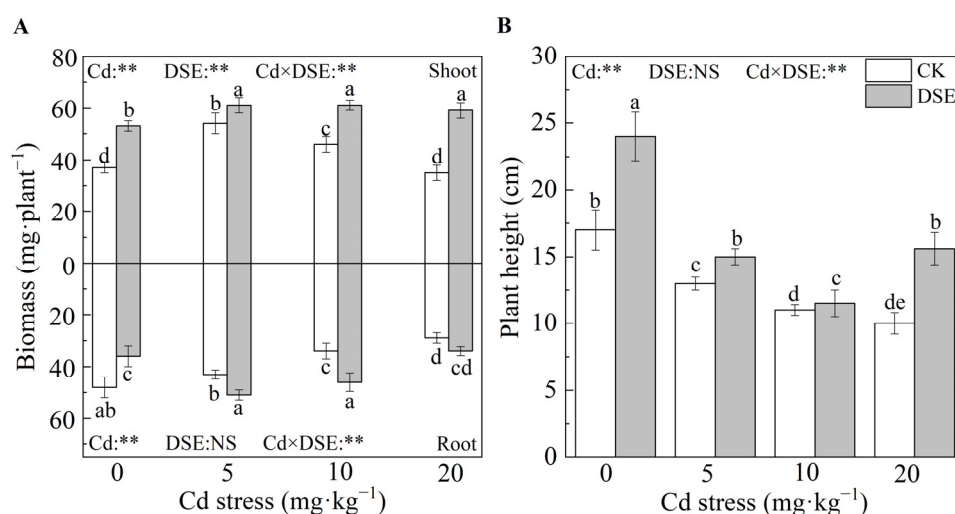 A
Biomass (mg·plant⁻¹)
80
60
40
20
0
20
40
60
Cd:** DSE:** Cd×DSE:** Shoot
d b b a c a d a
ab c b a c a d cd
Cd:** DSE:NS Cd×DSE:** Root
0 5 10 20
Cd stress (mg·kg⁻¹)
B
Plant height (cm)
30
25
20
15
10
5
0
Cd:** DSE:NS Cd×DSE:**
CK
DSE
b a c b d c de b
0 5 10 20
Cd stress (mg·kg⁻¹)